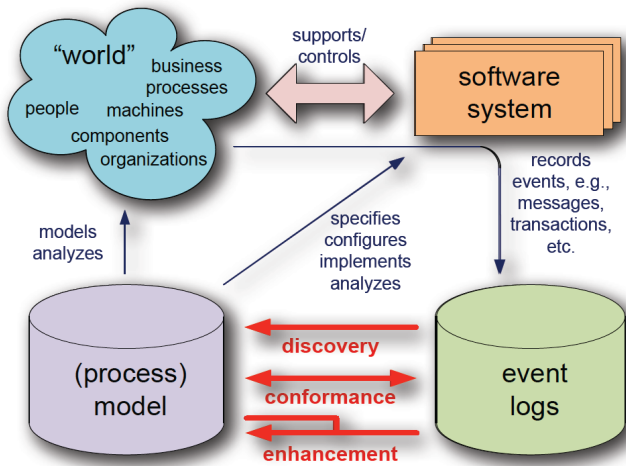 “world”
business
processes
people
machines
components
organizations
supports/
controls
software
system
records
events, e.g.,
messages,
transactions,
etc.
models
analyzes
specifies
configures
implements
analyzes
(process)
model
discovery
conformance
enhancement
event
logs